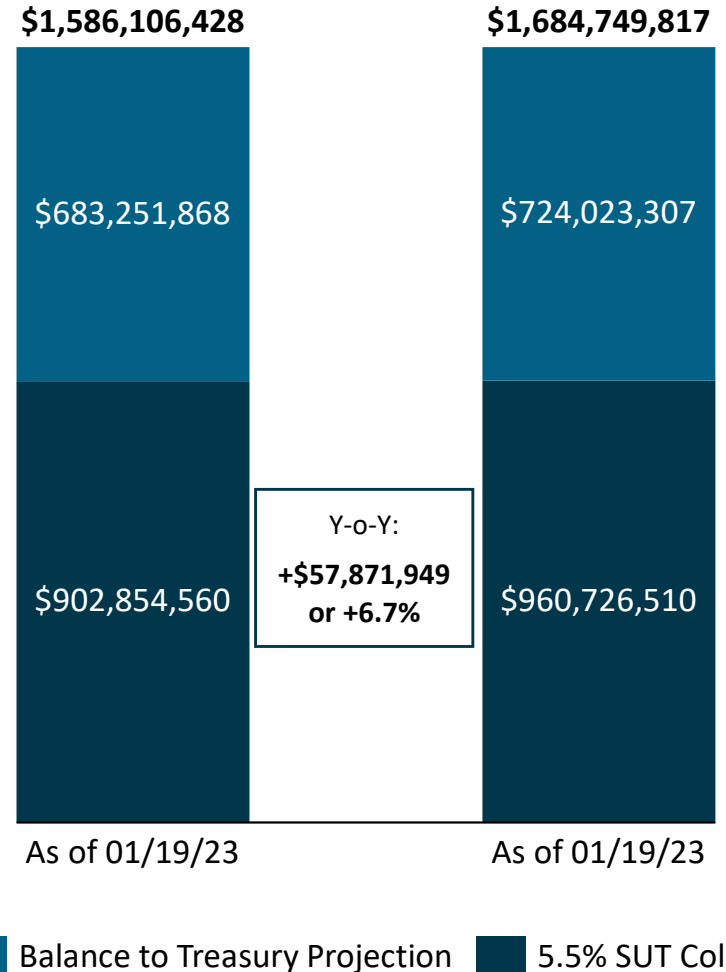 $1,586,106,428
$1,684,749,817
$683,251,868
$724,023,307
Y-o-Y:
+$57,871,949
or +6.7%
$902,854,560
$960,726,510
As of 01/19/23
As of 01/19/23
Balance to Treasury Projection
5.5% SUT Col